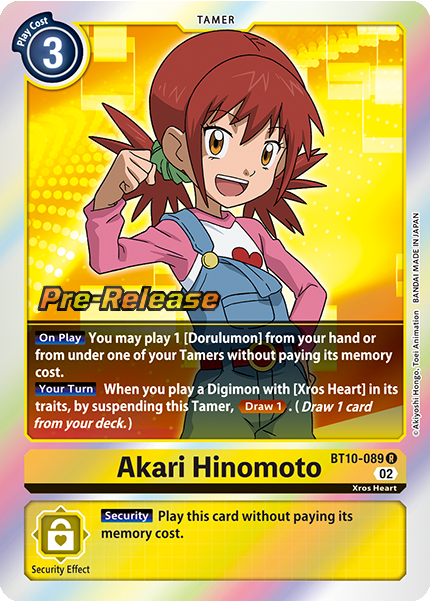 TAMER
Play Cost
3
Pre-Release
On Play You may play 1 [Dorulumon] from your hand or
from under one of your Tamers without paying its memory
cost.
Your Turn When you play a Digimon with [Xros Heart] in its
traits, by suspending this Tamer, Draw 1. (Draw 1 card
from your deck.)
©Akiyoshi Hongo, Toei Animation BANDAI MADE IN JAPAN
Akari Hinomoto
BT10-089 R
02
Xros Heart
Security Play this card without paying its
memory cost.
Security Effect